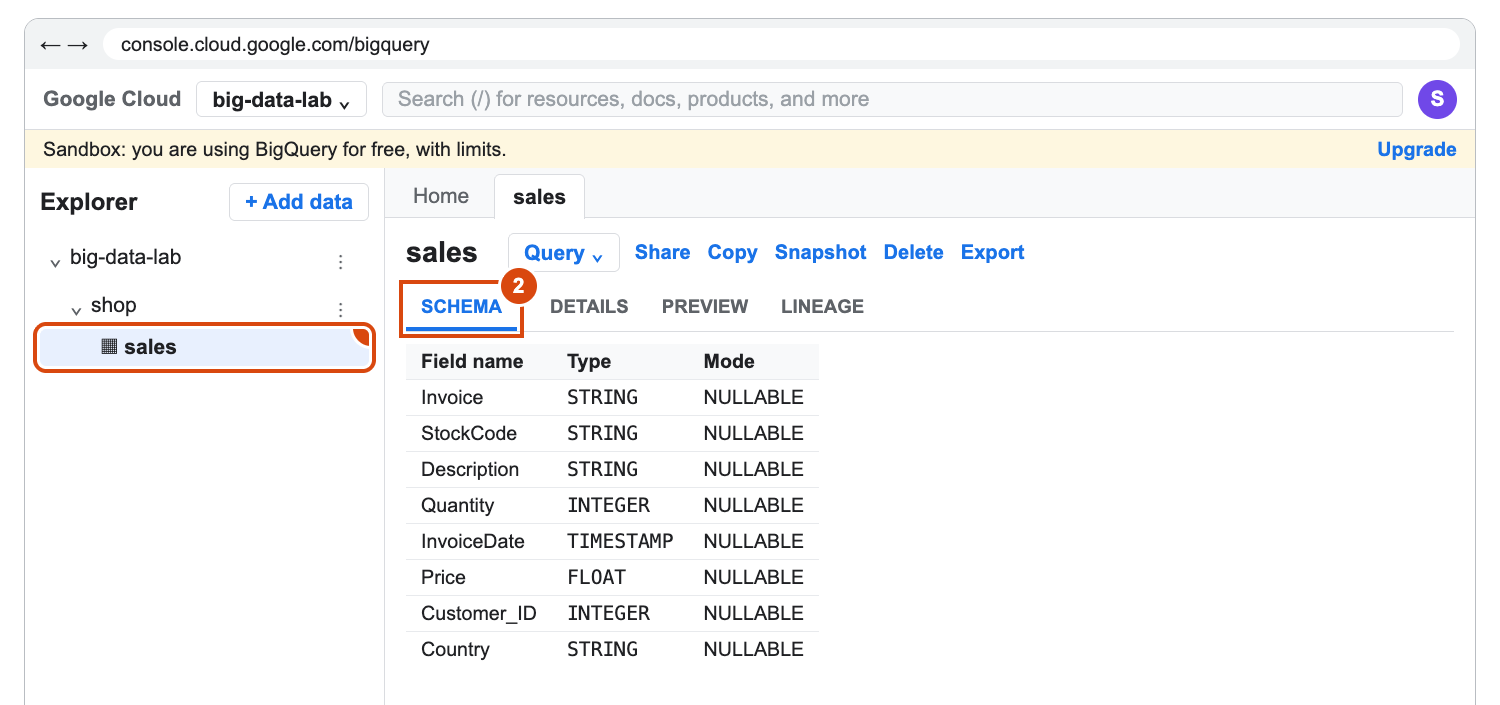 ← → console.cloud.google.com/bigquery
Google Cloud big-data-lab Search (/) for resources, docs, products, and more S
Sandbox: you are using BigQuery for free, with limits. Upgrade
Explorer + Add data
big-data-lab
shop
sales
Home sales
sales Query Share Copy Snapshot Delete Export
2
SCHEMA DETAILS PREVIEW LINEAGE
Field name Type Mode
Invoice STRING NULLABLE
StockCode STRING NULLABLE
Description STRING NULLABLE
Quantity INTEGER NULLABLE
InvoiceDate TIMESTAMP NULLABLE
Price FLOAT NULLABLE
Customer_ID INTEGER NULLABLE
Country STRING NULLABLE